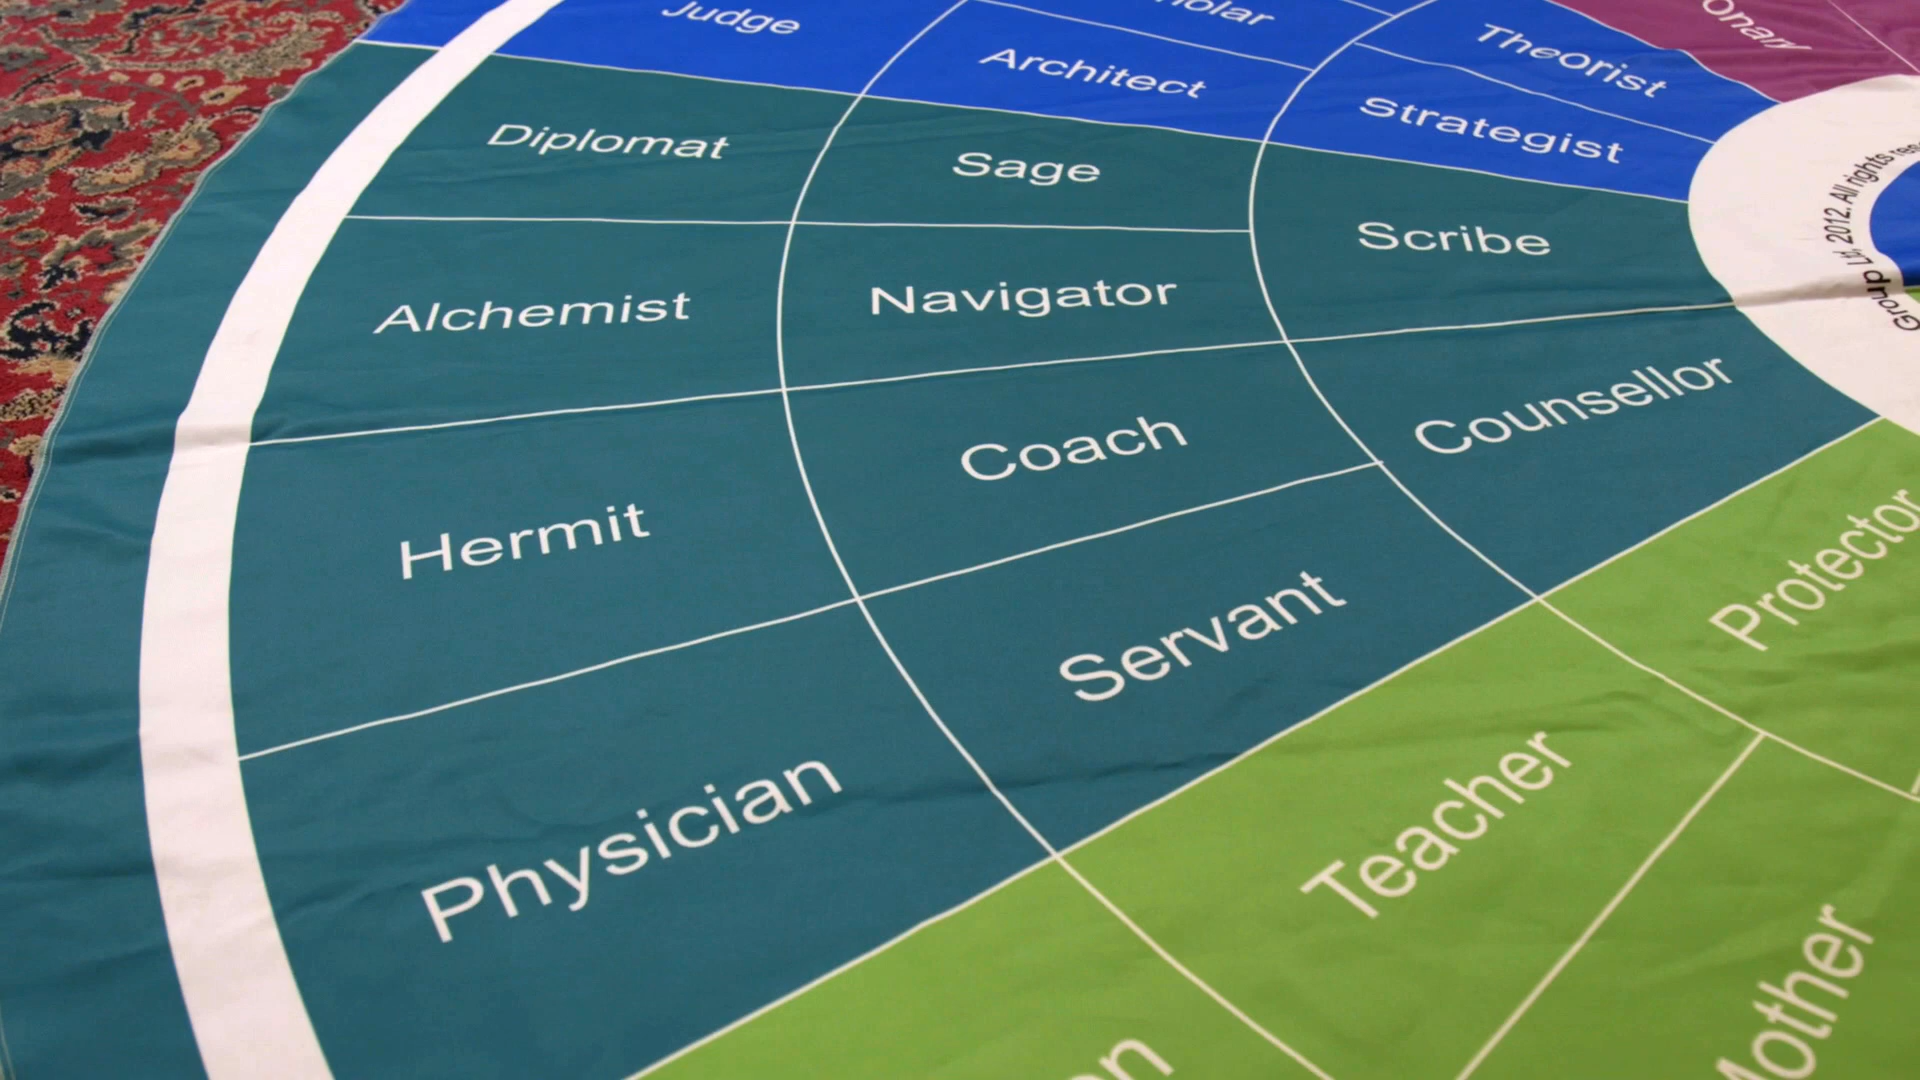 Judge
Architect
Theorist
Strategist
Diplomat
Sage
Scribe
Alchemist
Navigator
Counsellor
Hermit
Coach
Protector
Physician
Servant
Teacher
Group Ltd, 2012. All rights